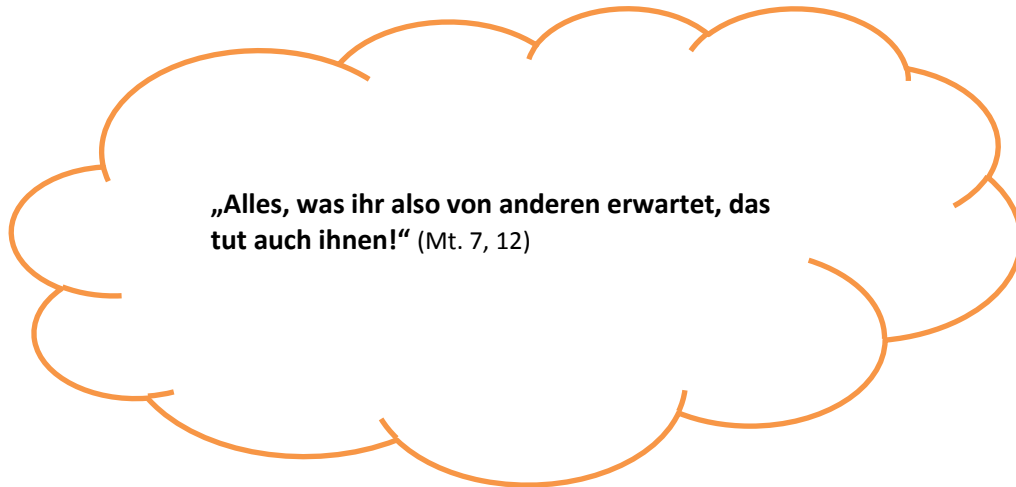 „Alles, was ihr also von anderen erwartet, das
tut auch ihnen!“ (Mt. 7, 12)